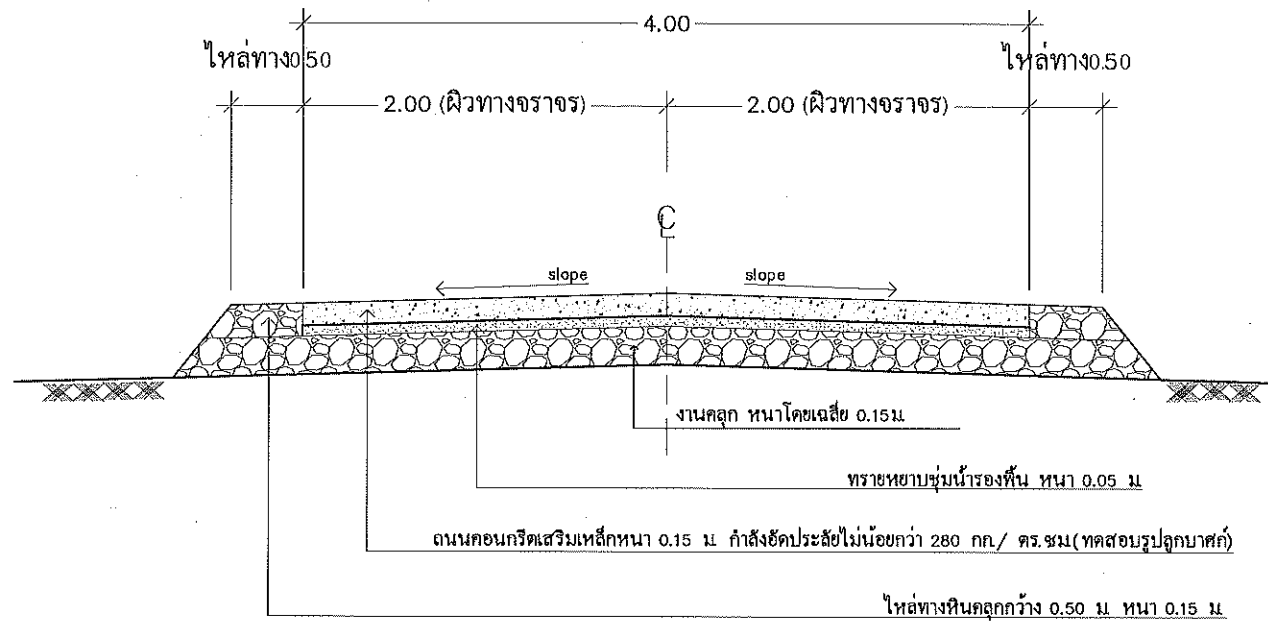 4.00
ไหล่ทาง0.50
ไหล่ทาง0.50
2.00 (ผิวทางจราจร)
2.00 (ผิวทางจราจร)
℄
slope
slope
งานคลุก หนาโดยเฉลี่ย 0.15ม.
ทรายหยาบชุ่มน้ำรองพื้น หนา 0.05 ม.
ถนนคอนกรีตเสริมเหล็กหนา 0.15 ม. กำลังอัดประลัยไม่น้อยกว่า 280 กก./ ตร.ซม(ทดสอบรูปลูกบาศก์)
ไหล่ทางหินคลุกกว้าง 0.50 ม. หนา 0.15 ม.